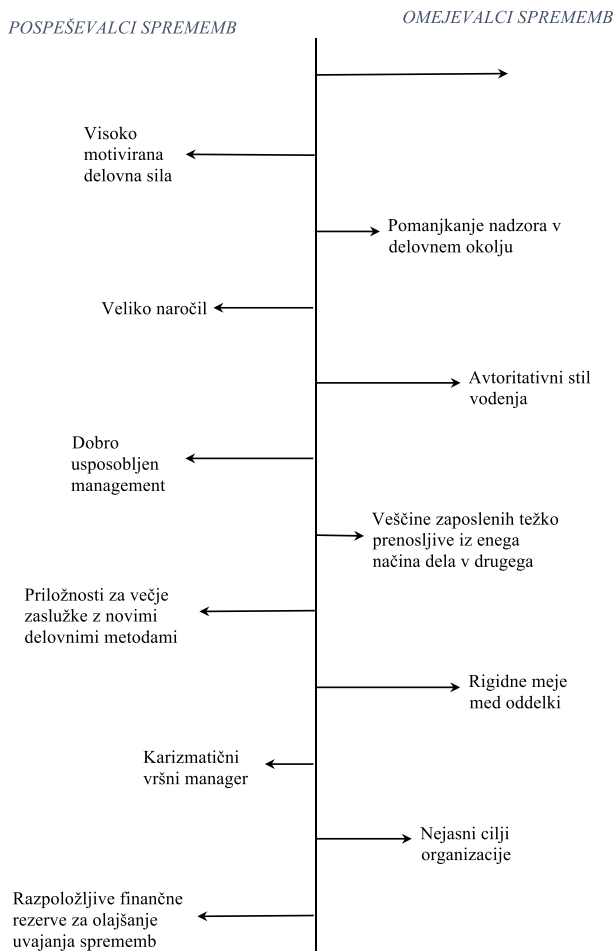 POSPEŠEVALCI SPREMEMB
OMEJEVALCI SPREMEMB
Visoko
motivirana
delovna sila
Pomanjkanje nadzora v
delovnem okolju
Veliko naročil
Avtoritativni stil
vodenja
Dobro
usposobljen
management
Veščine zaposlenih težko
prenosljive iz enega
načina dela v drugega
Priložnosti za večje
zaslužke z novimi
delovnimi metodami
Rigidne meje
med oddelki
Karizmatični
vršni manager
Nejasni cilji
organizacije
Razpoložljive finančne
rezerve za olajšanje
uvajanja sprememb